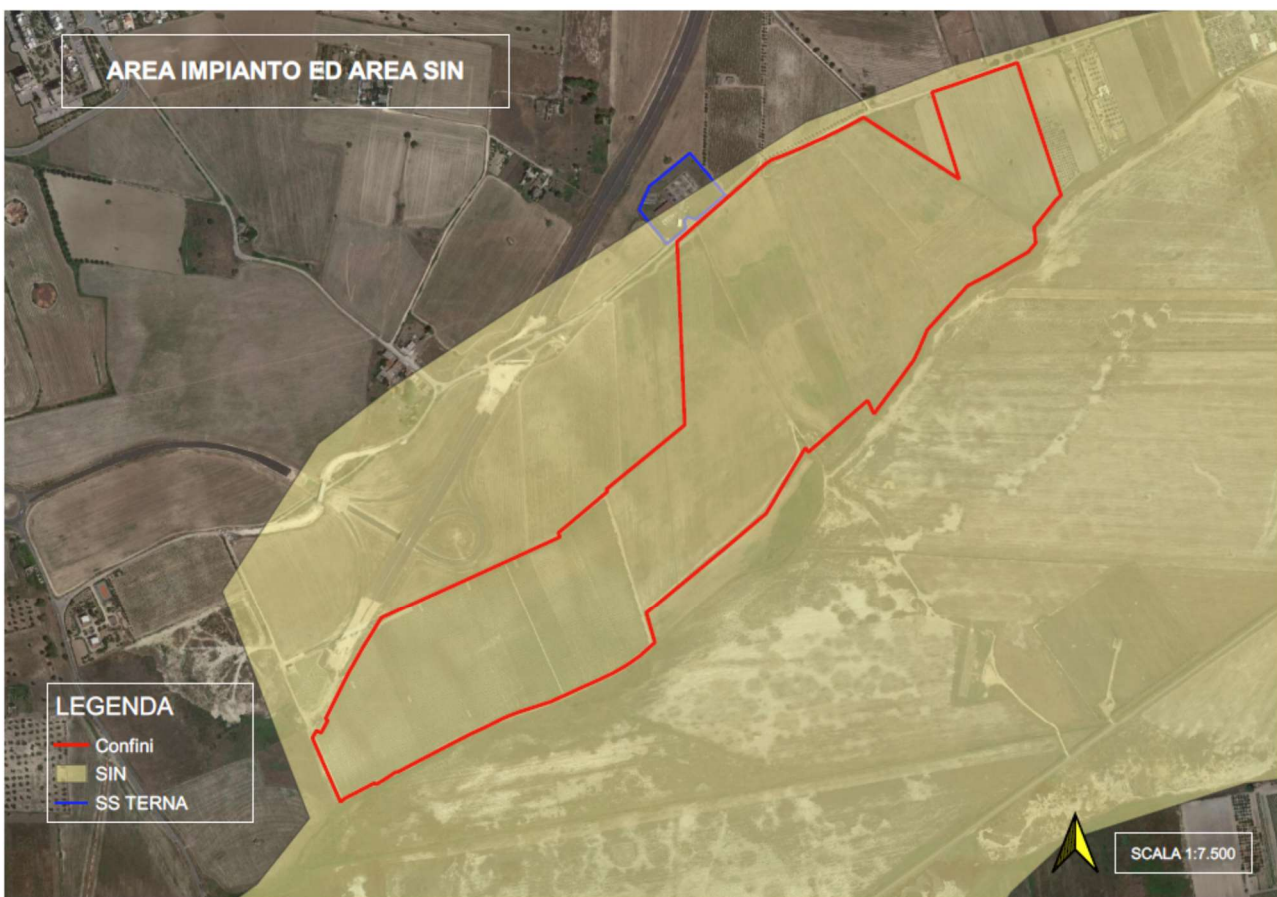 AREA IMPIANTO ED AREA SIN
LEGENDA
Confini
SIN
SS TERNA
SCALA 1:7.500